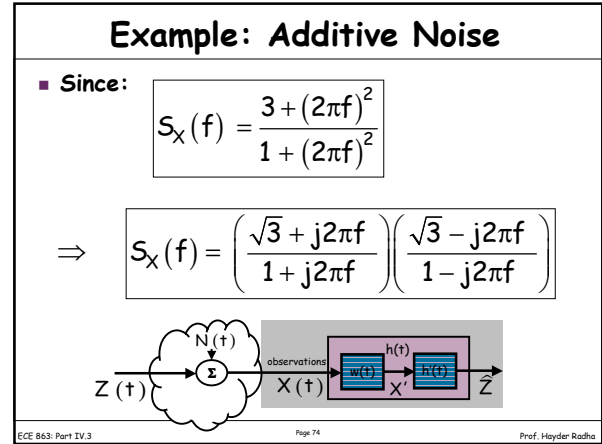 Example: Additive Noise
▪ Since:
S_X(f) = (3 + (2πf)²) / (1 + (2πf)²)
⇒ S_X(f) = ((√3 + j2πf) / (1 + j2πf)) ((√3 − j2πf) / (1 − j2πf))
N(t)
observations
h(t)
Σ
w(t)
h'(t)
Z(t)
X(t)
X'
Ẑ
ECE 863: Part IV.3
Page 74
Prof. Hayder Radha